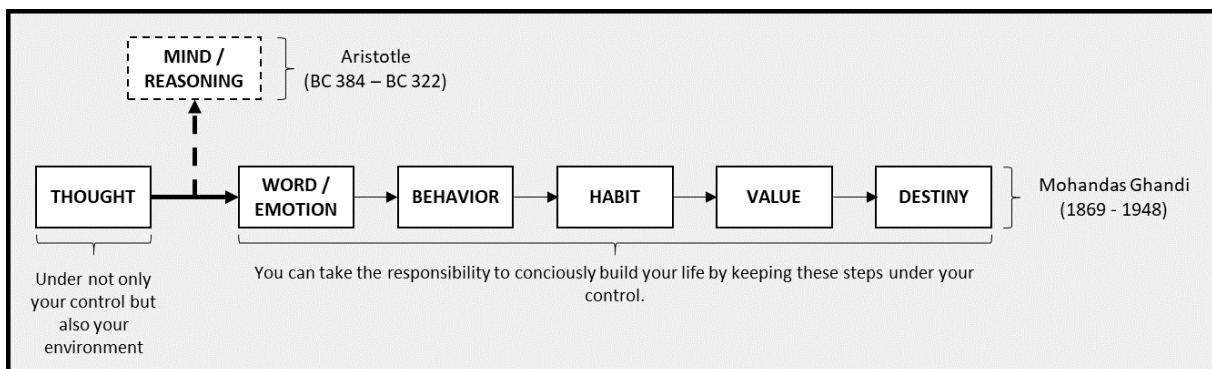 MIND /
REASONING
Aristotle
(BC 384 – BC 322)
THOUGHT
WORD /
EMOTION
BEHAVIOR
HABIT
VALUE
DESTINY
Mohandas Ghandi
(1869 - 1948)
Under not only
your control but
also your
environment
You can take the responsibility to conciously build your life by keeping these steps under your
control.